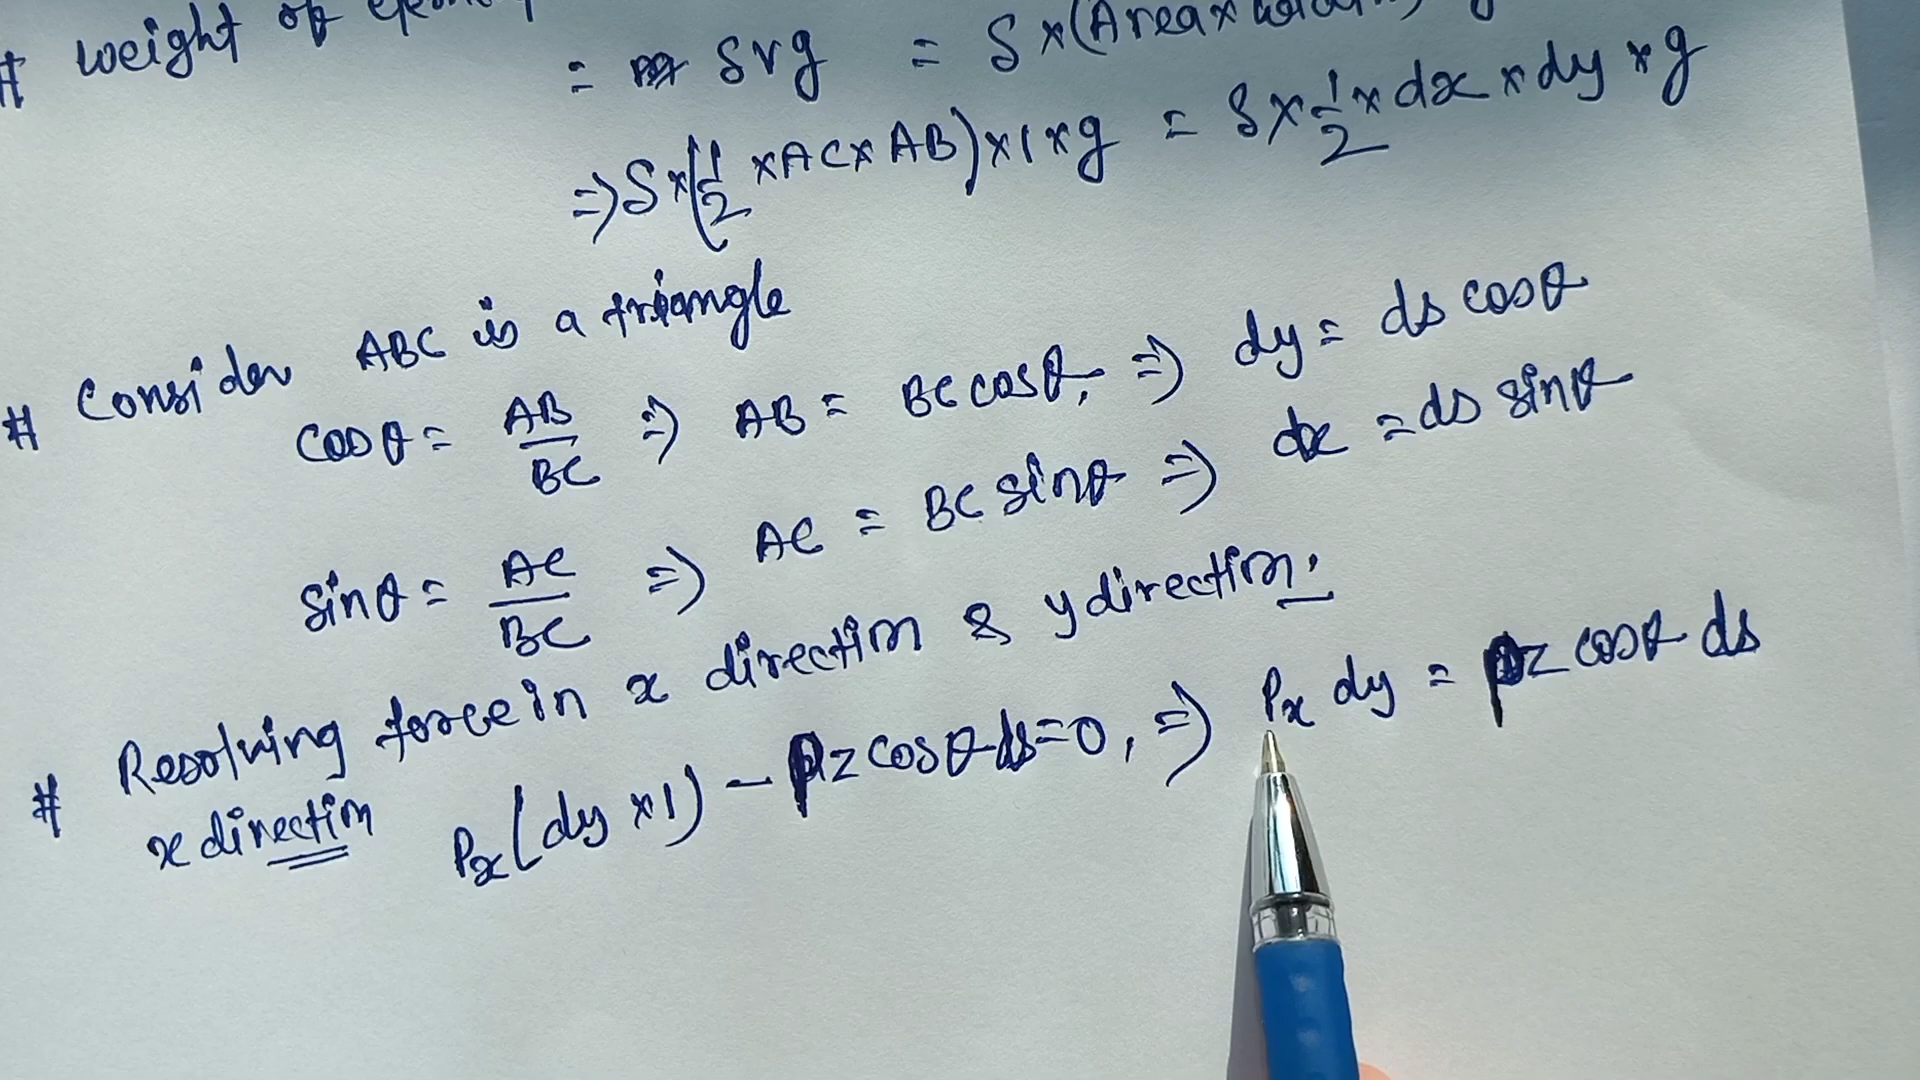 # weight of
= ρVg = ρ×(Area×
⇒ ρ×(1/2 ×AC×AB)×1×g = ρ×1/2×dx×dy×g
# Consider ABC is a triangle
cosθ = AB/BC ⇒ AB = BC cosθ, ⇒ dy = ds cosθ
sinθ = AC/BC ⇒ AC = BC sinθ ⇒ dx = ds sinθ
# Resolving force in x direction & y direction.
x direction Px(dy×1) - pz cosθ ds=0, ⇒ Px dy = pz cosθ ds